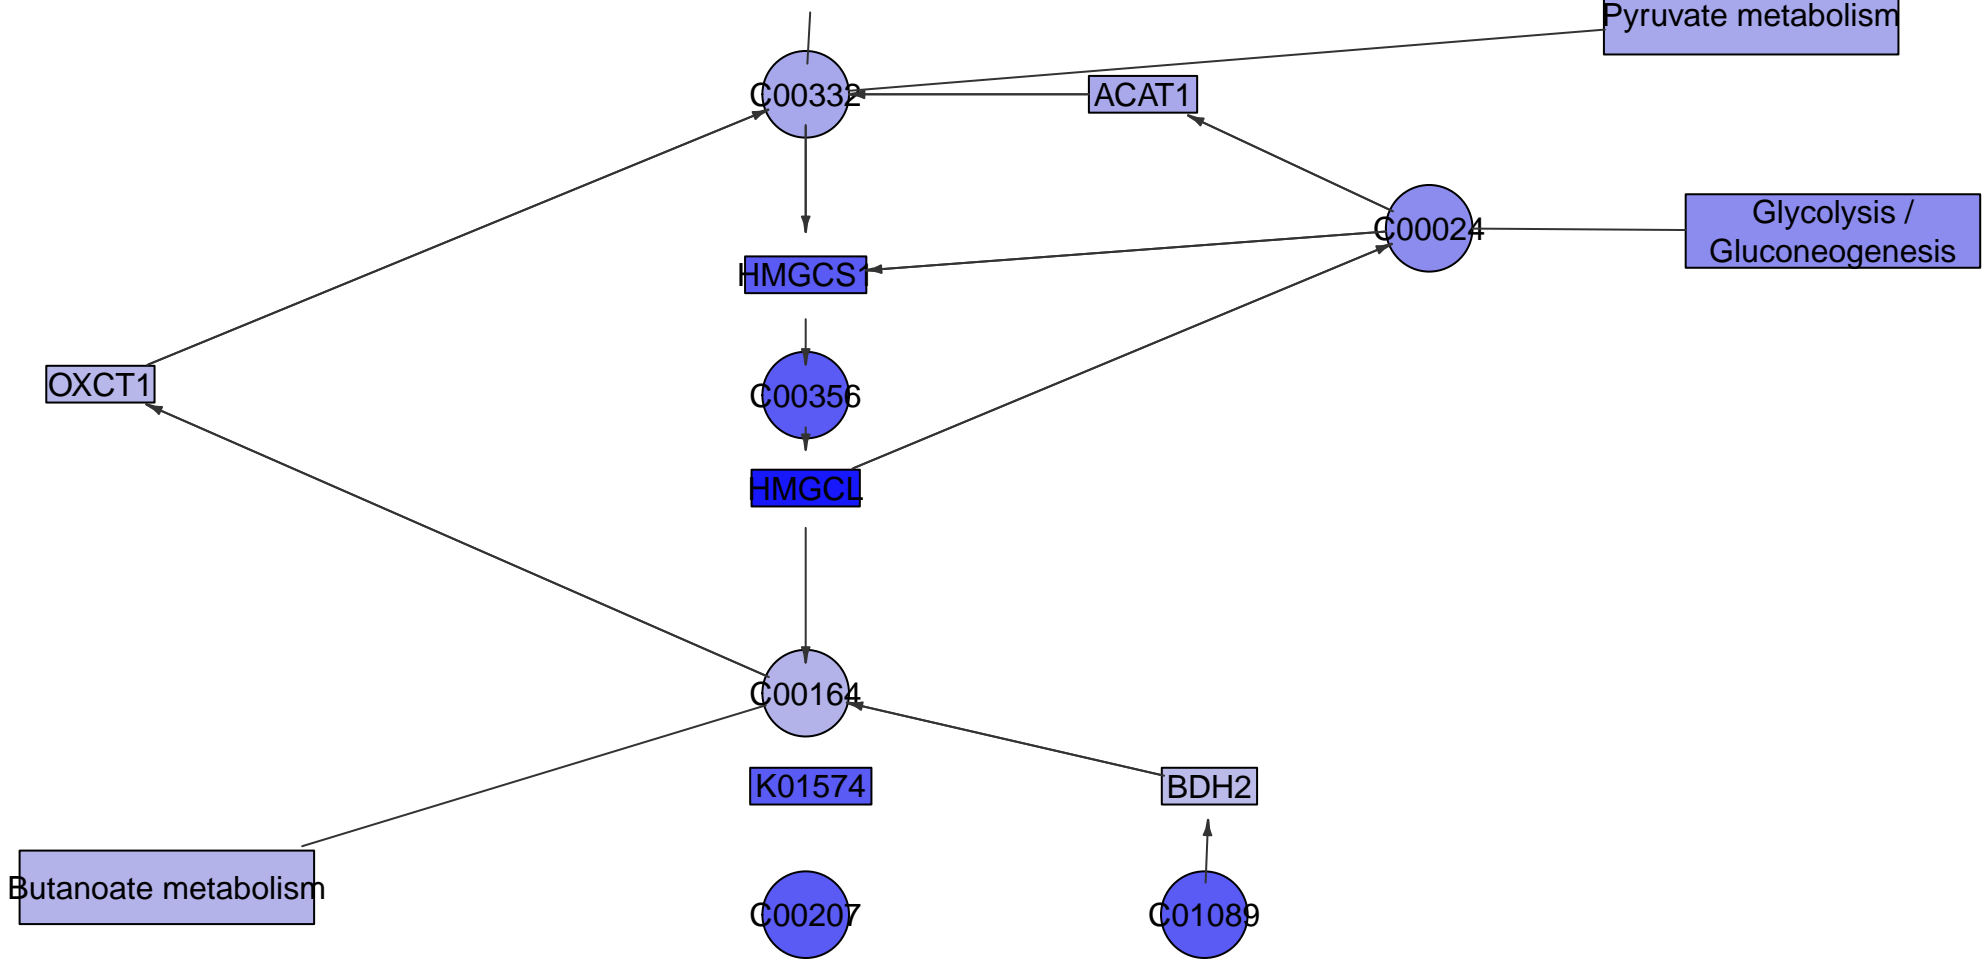 Pyruvate metabolism
C00332
ACAT1
C00024
Glycolysis /
Gluconeogenesis
HMGCS1
OXCT1
C00356
HMGCL
C00164
K01574
BDH2
Butanoate metabolism
C00207
C01089